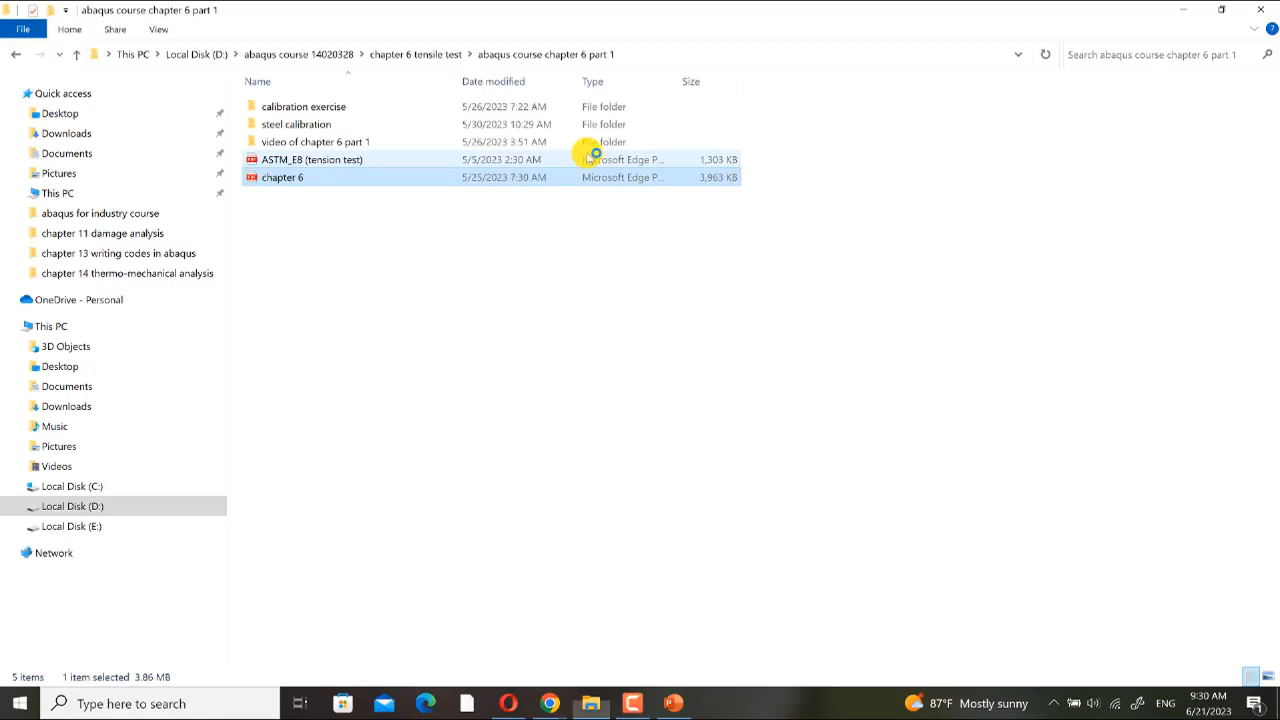 abaqus course chapter 6 part 1
File Home Share View
This PC Local Disk (D:) abaqus course 14020328 chapter 6 tensile test abaqus course chapter 6 part 1 Search abaqus course chapter 6 part 1
Name Date modified Type Size
Quick access
Desktop
Downloads
Documents
Pictures
This PC
abaqus for industry course
chapter 11 damage analysis
chapter 13 writing codes in abaqus
chapter 14 thermo-mechanical analysis
OneDrive - Personal
This PC
3D Objects
Desktop
Documents
Downloads
Music
Pictures
Videos
Local Disk (C:)
Local Disk (D:)
Local Disk (E:)
Network
calibration exercise 5/26/2023 7:22 AM File folder
steel calibration 5/30/2023 10:29 AM File folder
video of chapter 6 part 1 5/26/2023 3:51 AM File folder
ASTM_E8 (tension test) 5/5/2023 2:30 AM Microsoft Edge P... 1,303 KB
chapter 6 5/25/2023 7:30 AM Microsoft Edge P... 3,963 KB
5 items 1 item selected 3.86 MB
Type here to search
87°F Mostly sunny
ENG
9:30 AM
6/21/2023
1